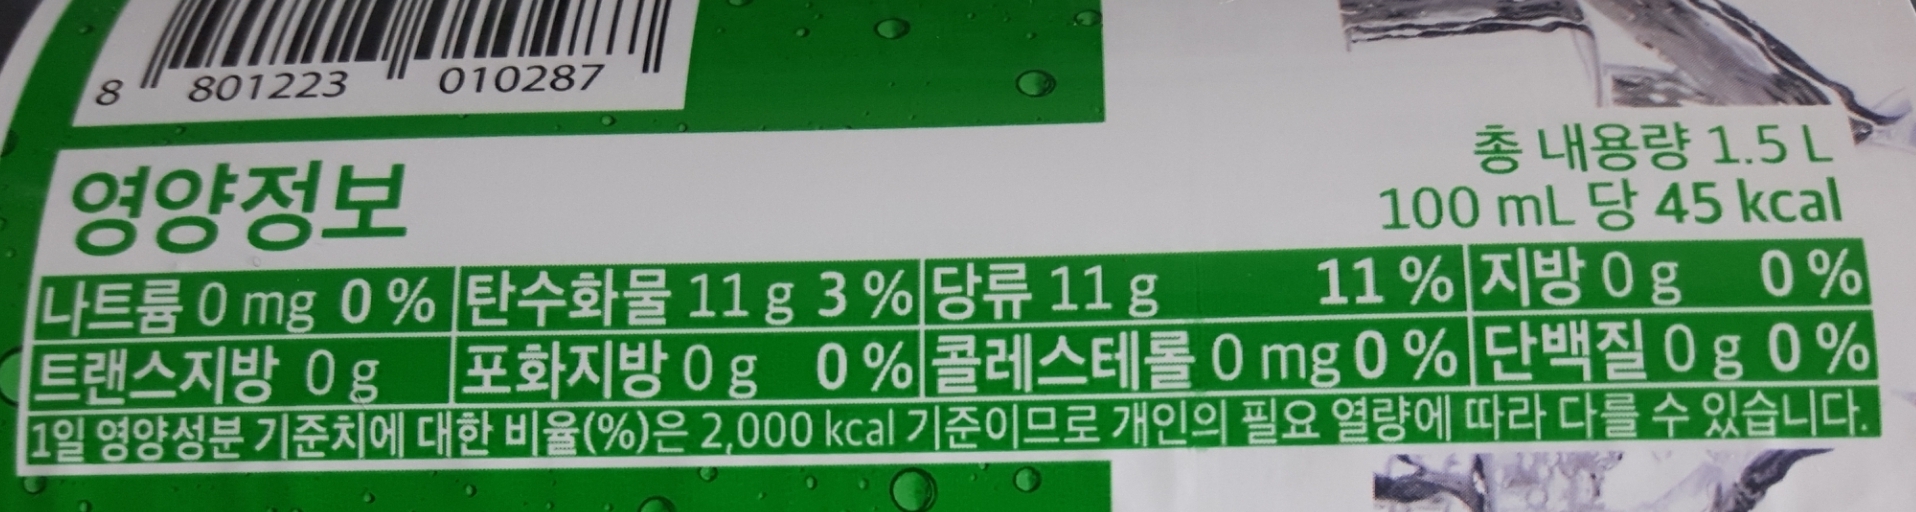 8 801223 010287
영양정보
총 내용량 1.5 L
100 mL 당 45 kcal
나트륨 0 mg 0 % 탄수화물 11 g 3 % 당류 11 g 11 % 지방 0 g 0 %
트랜스지방 0 g 포화지방 0 g 0 % 콜레스테롤 0 mg 0 % 단백질 0 g 0 %
1일 영양성분 기준치에 대한 비율(%)은 2,000 kcal 기준이므로 개인의 필요 열량에 따라 다를 수 있습니다.